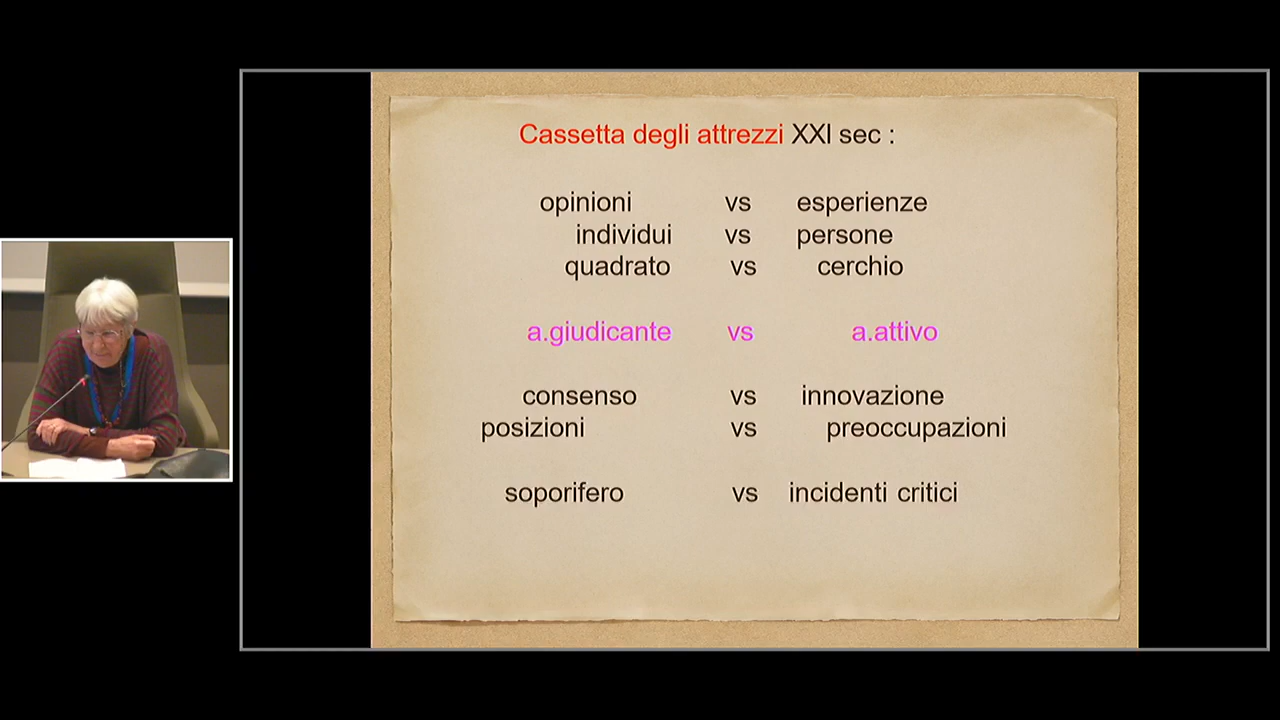 Cassetta degli attrezzi XXI sec :
opinioni vs esperienze
individui vs persone
quadrato vs cerchio
a.giudicante vs a.attivo
consenso vs innovazione
posizioni vs preoccupazioni
soporifero vs incidenti critici